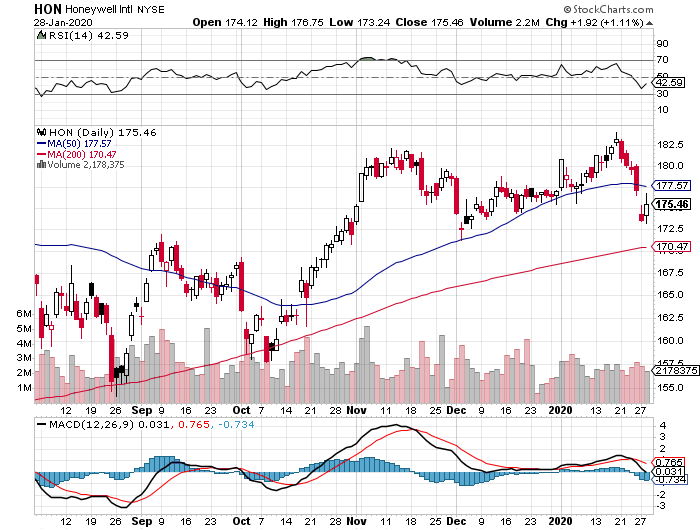 HON Honeywell Intl NYSE © StockCharts.com
28-Jan-2020 Open 174.12 High 176.75 Low 173.24 Close 175.46 Volume 2.2M Chg +1.92 (+1.11%)
RSI(14) 42.59
90
70
50
42.59
30
10
HON (Daily) 175.46
MA(50) 177.57
MA(200) 170.47
Volume 2,178,375
182.5
180.0
177.57
175.46
172.5
170.47
167.5
165.0
162.5
160.0
157.5
155.0
6M
5M
4M
3M
2M
1M
2178375
12 19 26 Sep 9 16 23 Oct 7 14 21 28 Nov 11 18 25 Dec 9 16 23 2020 13 21 27
MACD(12,26,9) 0.031, 0.765, -0.734
4
3
2
1
0.765
0.031
-0.734
-2
-3
12 19 26 Sep 9 16 23 Oct 7 14 21 28 Nov 11 18 25 Dec 9 16 23 2020 13 21 27